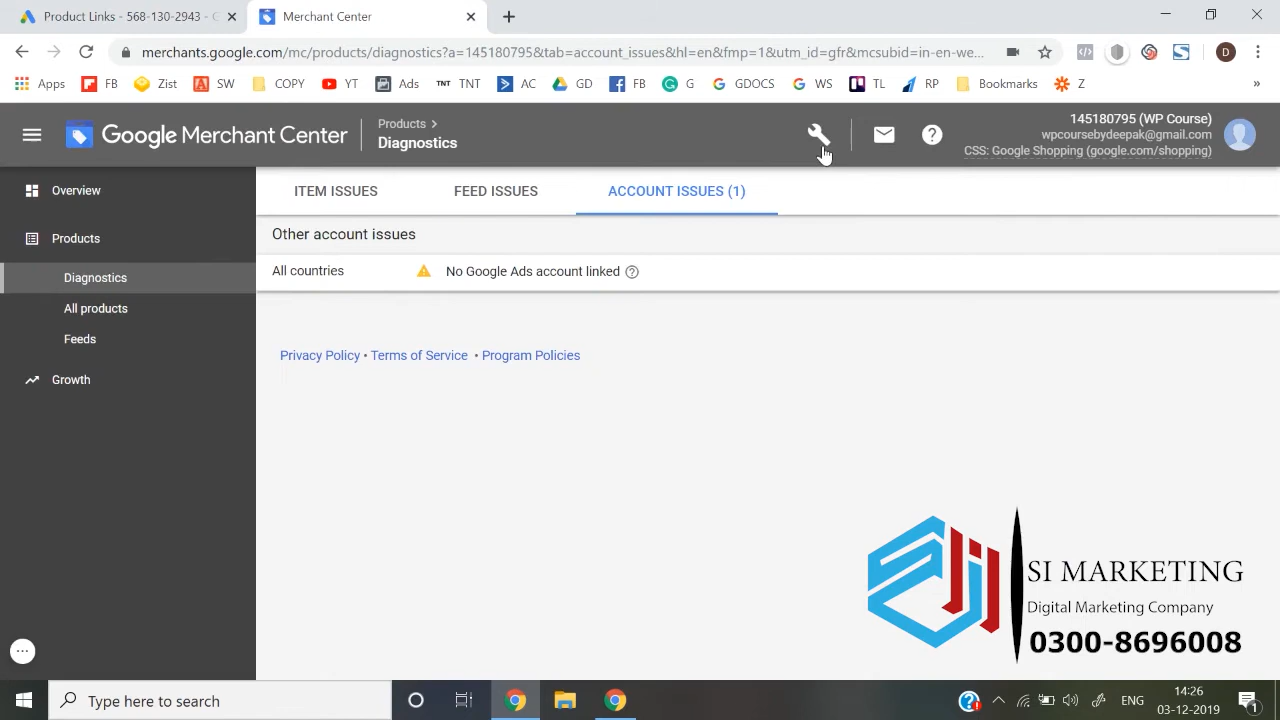 Product Links - 568-130-2943 - G
Merchant Center
merchants.google.com/mc/products/diagnostics?a=145180795&tab=account_issues&hl=en&fmp=1&utm_id=gfr&mcsubid=in-en-we...
D
Apps FB Zist SW COPY YT Ads TNT TNT AC GD FB G GDOCS WS TL RP Bookmarks Z »
Google Merchant Center
Products >
Diagnostics
145180795 (WP Course)
wpcoursebydeepak@gmail.com
CSS: Google Shopping (google.com/shopping)
Overview
Products
Diagnostics
All products
Feeds
Growth
ITEM ISSUES FEED ISSUES ACCOUNT ISSUES (1)
Other account issues
All countries No Google Ads account linked
Privacy Policy • Terms of Service • Program Policies
SI MARKETING
Digital Marketing Company
0300-8696008
Type here to search
ENG
14:26
03-12-2019
1